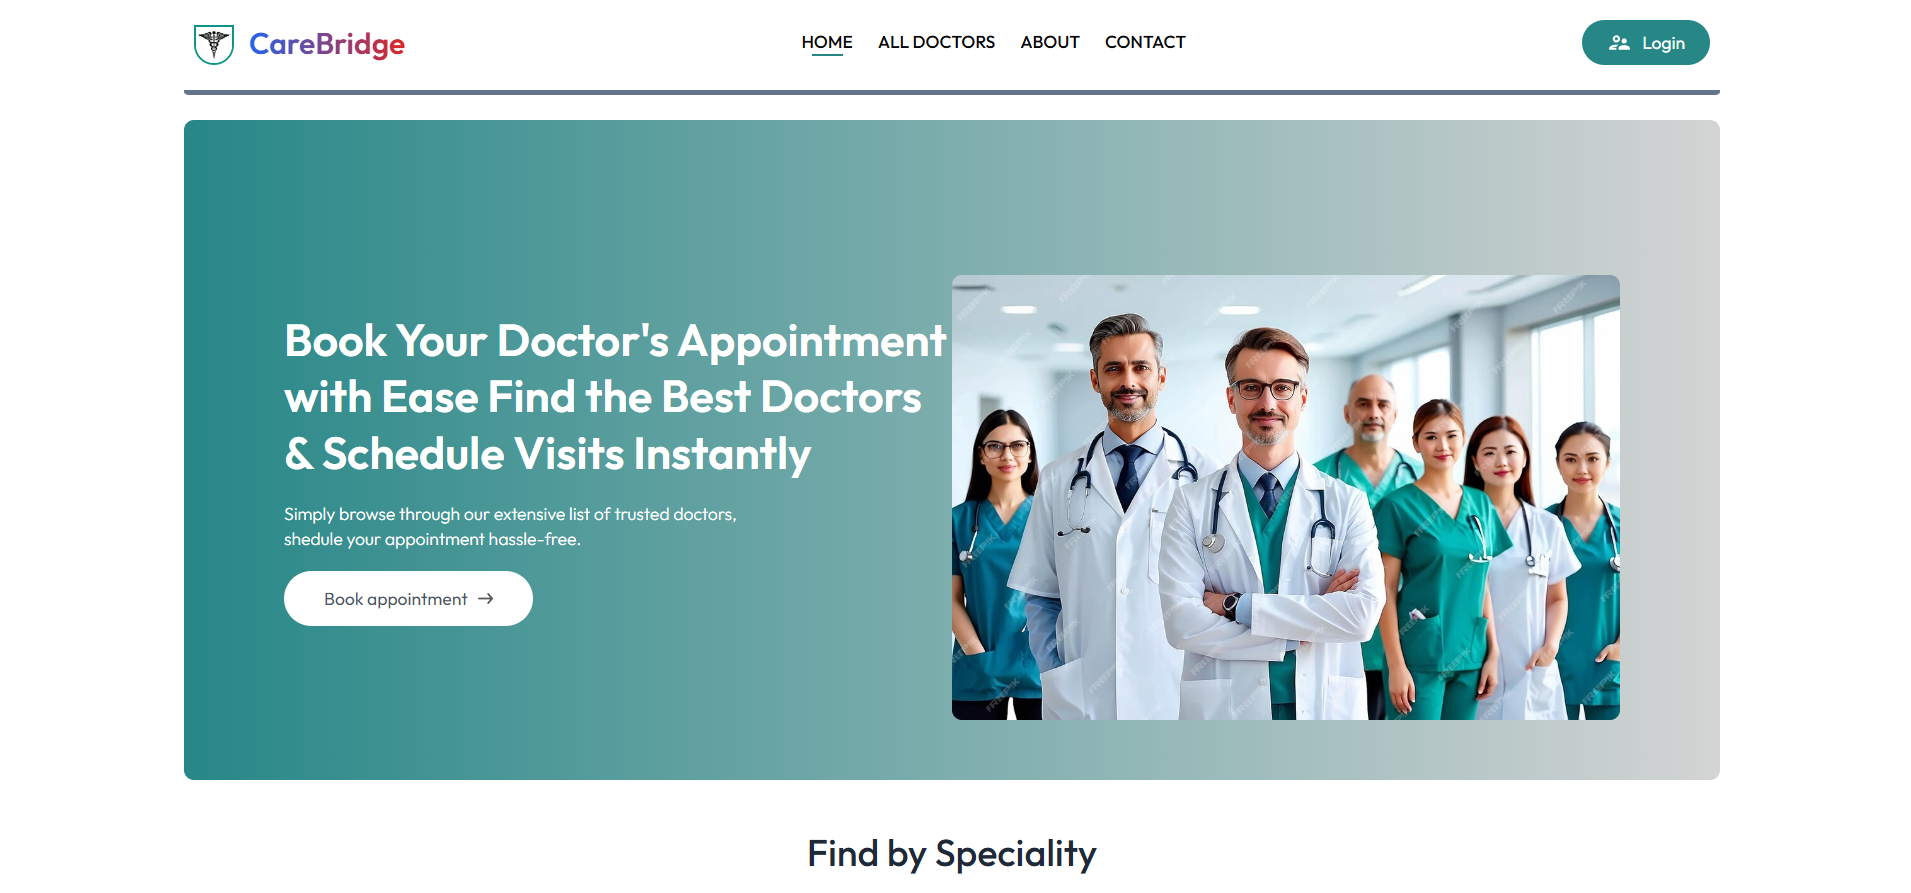 CareBridge
HOME
ALL DOCTORS
ABOUT
CONTACT
Login
Book Your Doctor's Appointment
with Ease Find the Best Doctors
& Schedule Visits Instantly
Simply browse through our extensive list of trusted doctors,
shedule your appointment hassle-free.
Book appointment
FREEPIK
Find by Speciality